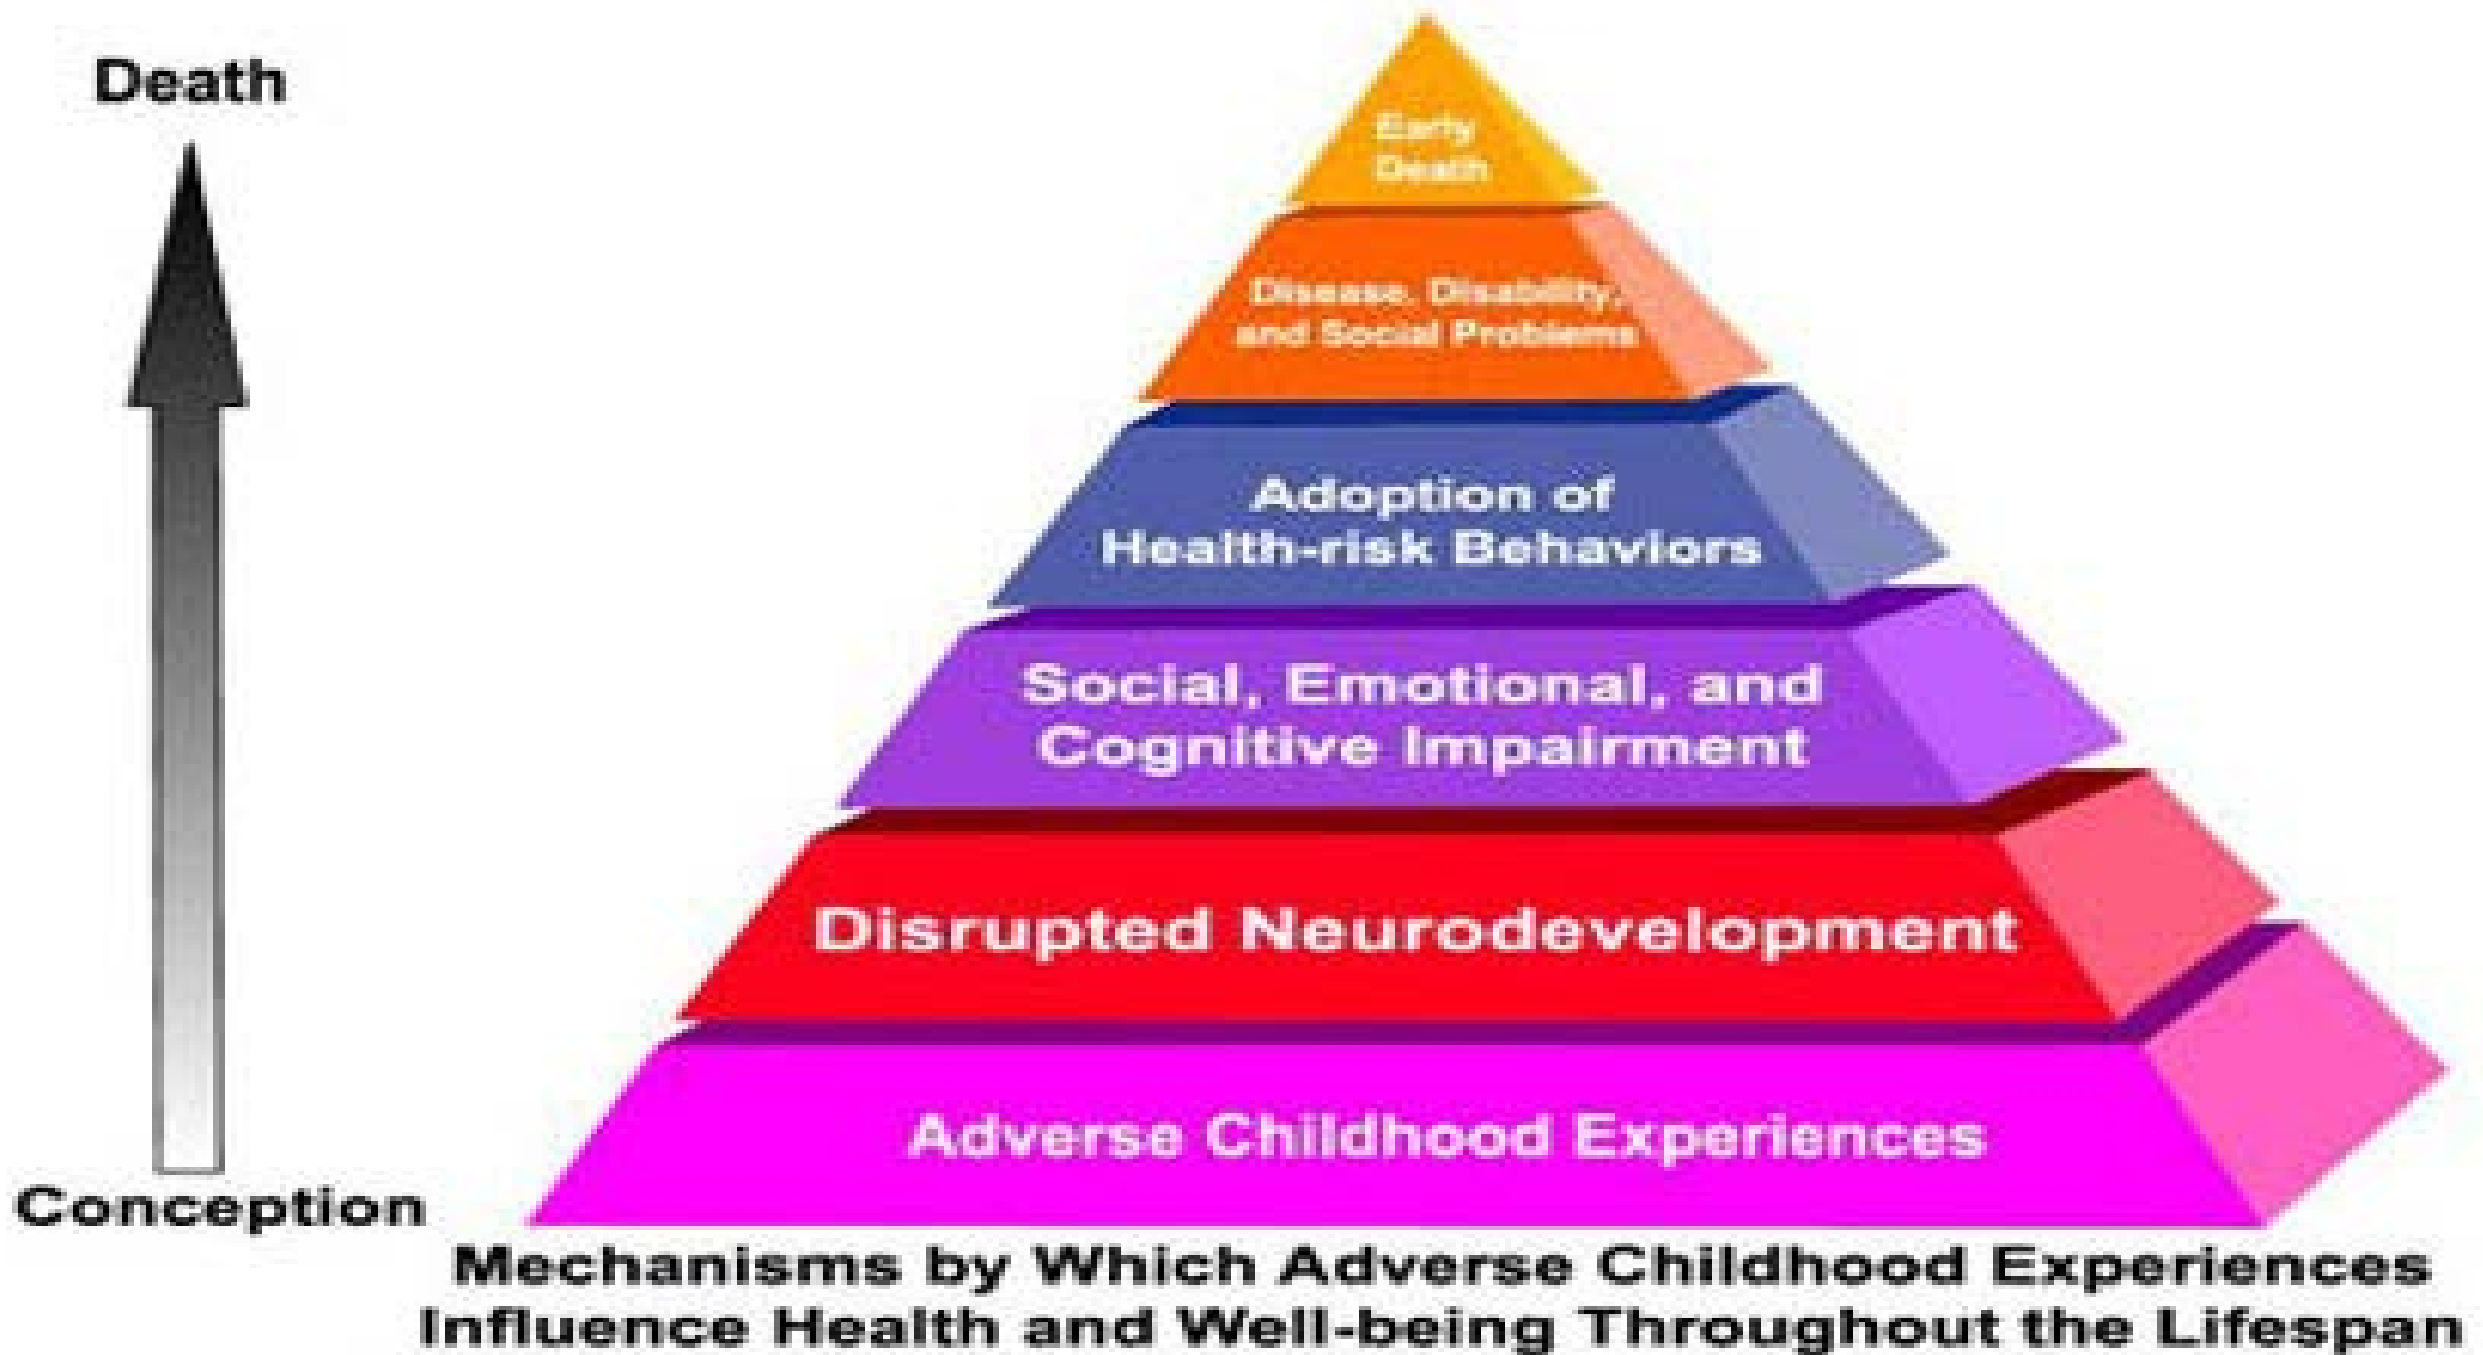 Death
Early
Death
Disease, Disability,
and Social Problems
Adoption of
Health-risk Behaviors
Social, Emotional, and
Cognitive Impairment
Disrupted Neurodevelopment
Adverse Childhood Experiences
Conception
Mechanisms by Which Adverse Childhood Experiences
Influence Health and Well-being Throughout the Lifespan